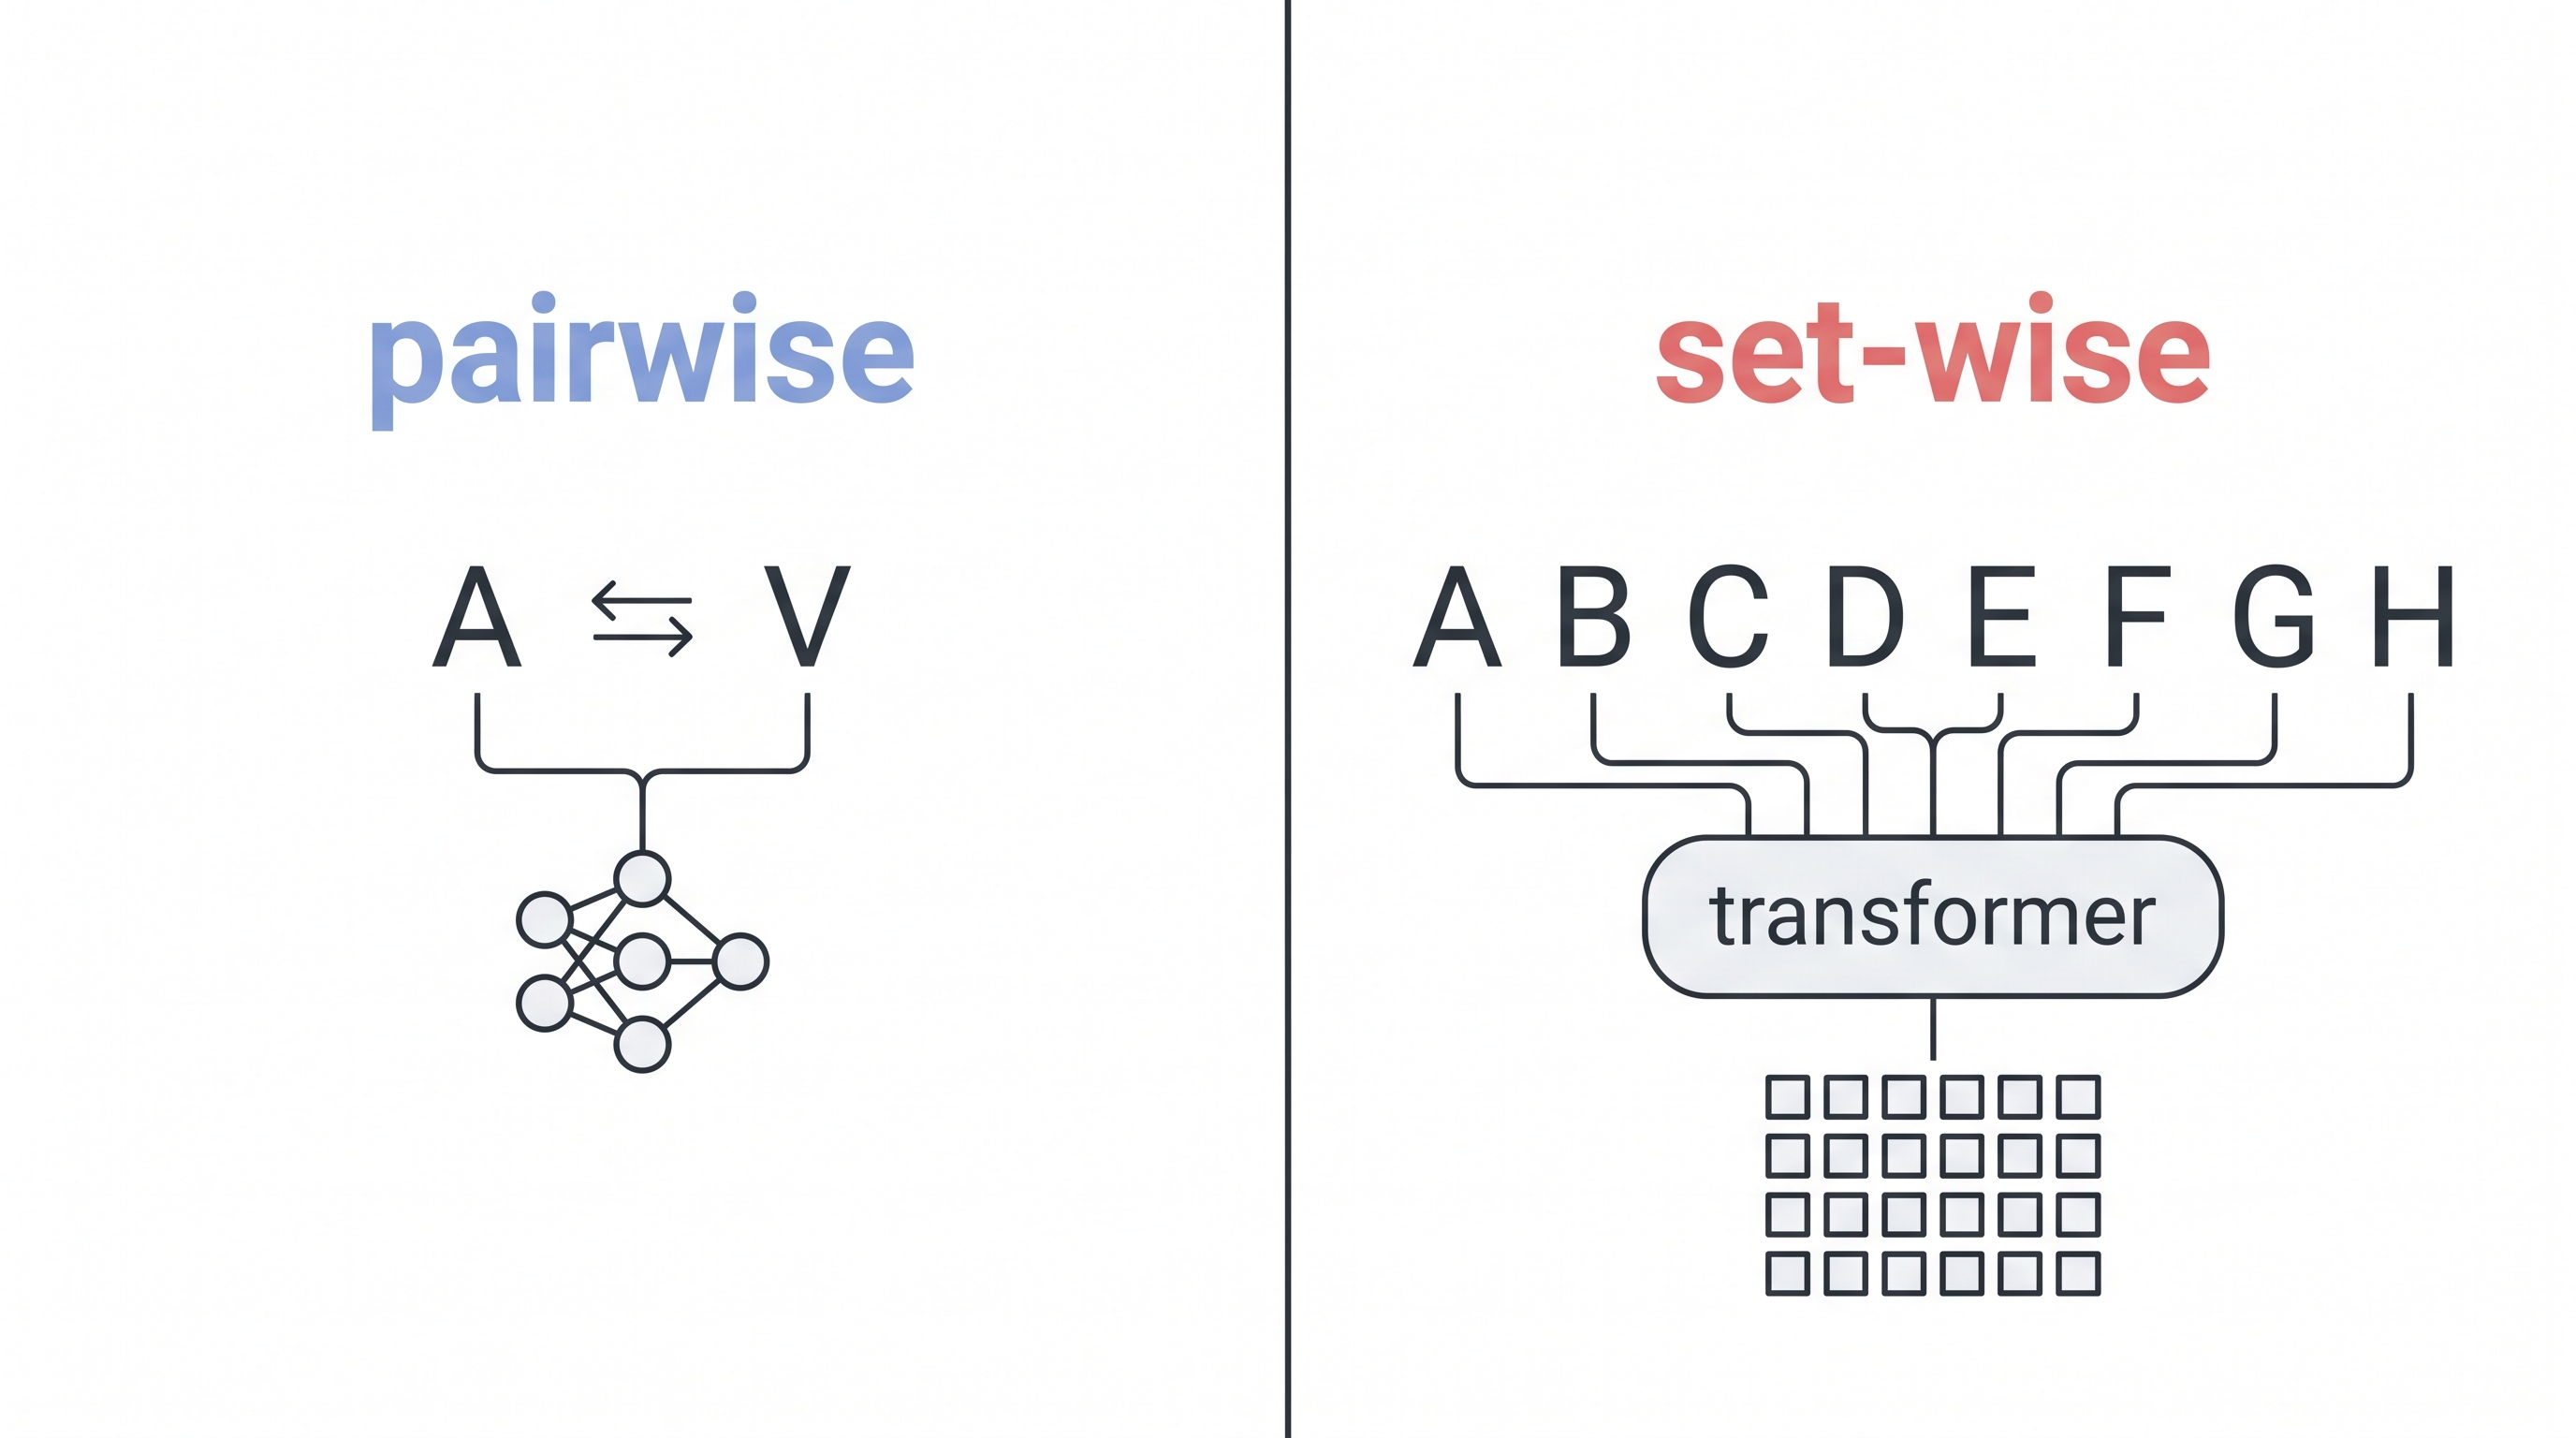 pairwise
A ⇆ V
set-wise
A B C D E F G H
transformer